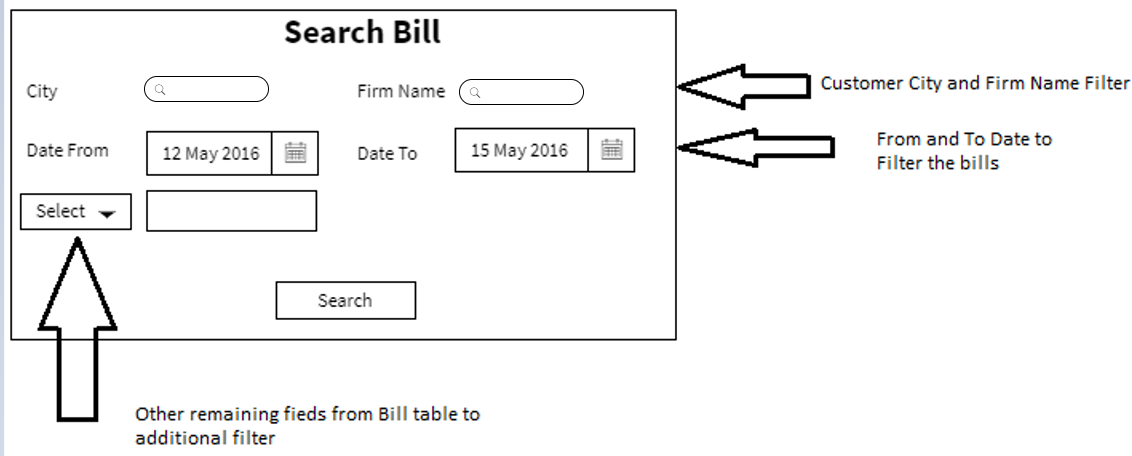 Search Bill
City
Firm Name
Customer City and Firm Name Filter
Date From
12 May 2016
Date To
15 May 2016
From and To Date to
Filter the bills
Select
Search
Other remaining fieds from Bill table to
additional filter